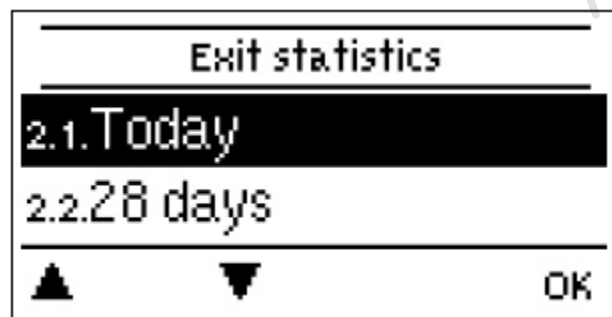 Exit statistics
2.1.Today
2.2.28 days
▲ ▼ OK